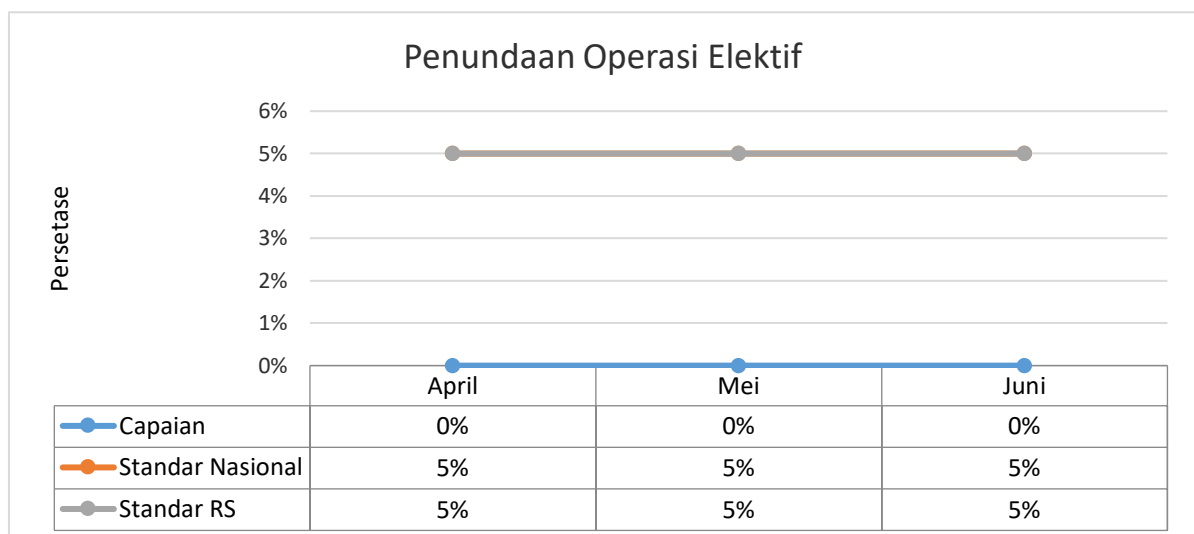 Penundaan Operasi Elektif
Persetase
6%
5%
4%
3%
2%
1%
0%
April Mei Juni
Capaian 0% 0% 0%
Standar Nasional 5% 5% 5%
Standar RS 5% 5% 5%